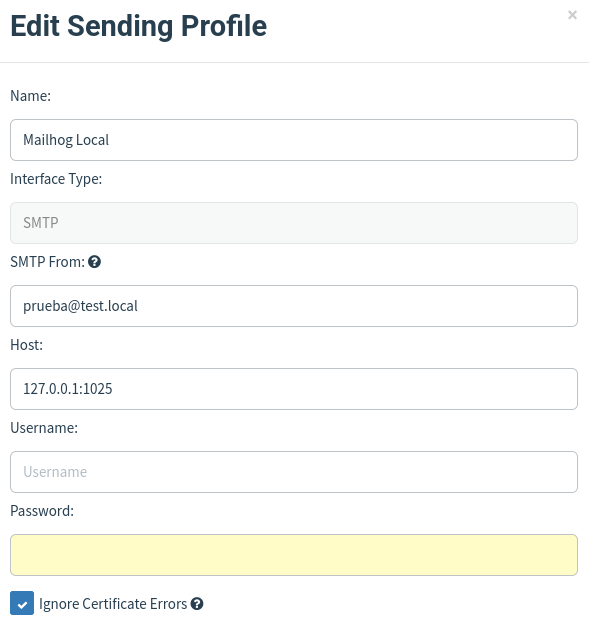 Edit Sending Profile
×
Name:
Mailhog Local
Interface Type:
SMTP
SMTP From: ?
prueba@test.local
Host:
127.0.0.1:1025
Username:
Username
Password:
Ignore Certificate Errors ?